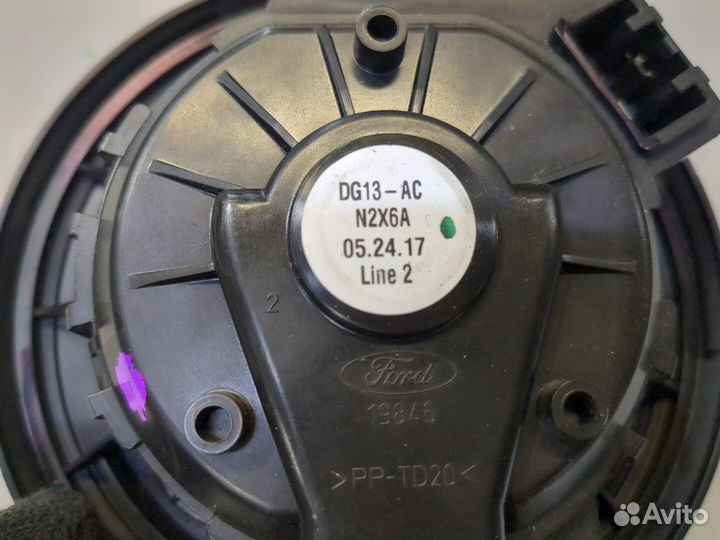 DG13-AC
N2X6A
05.24.17
Line 2
2
Ford
19846
>PP-TD20<
Avito